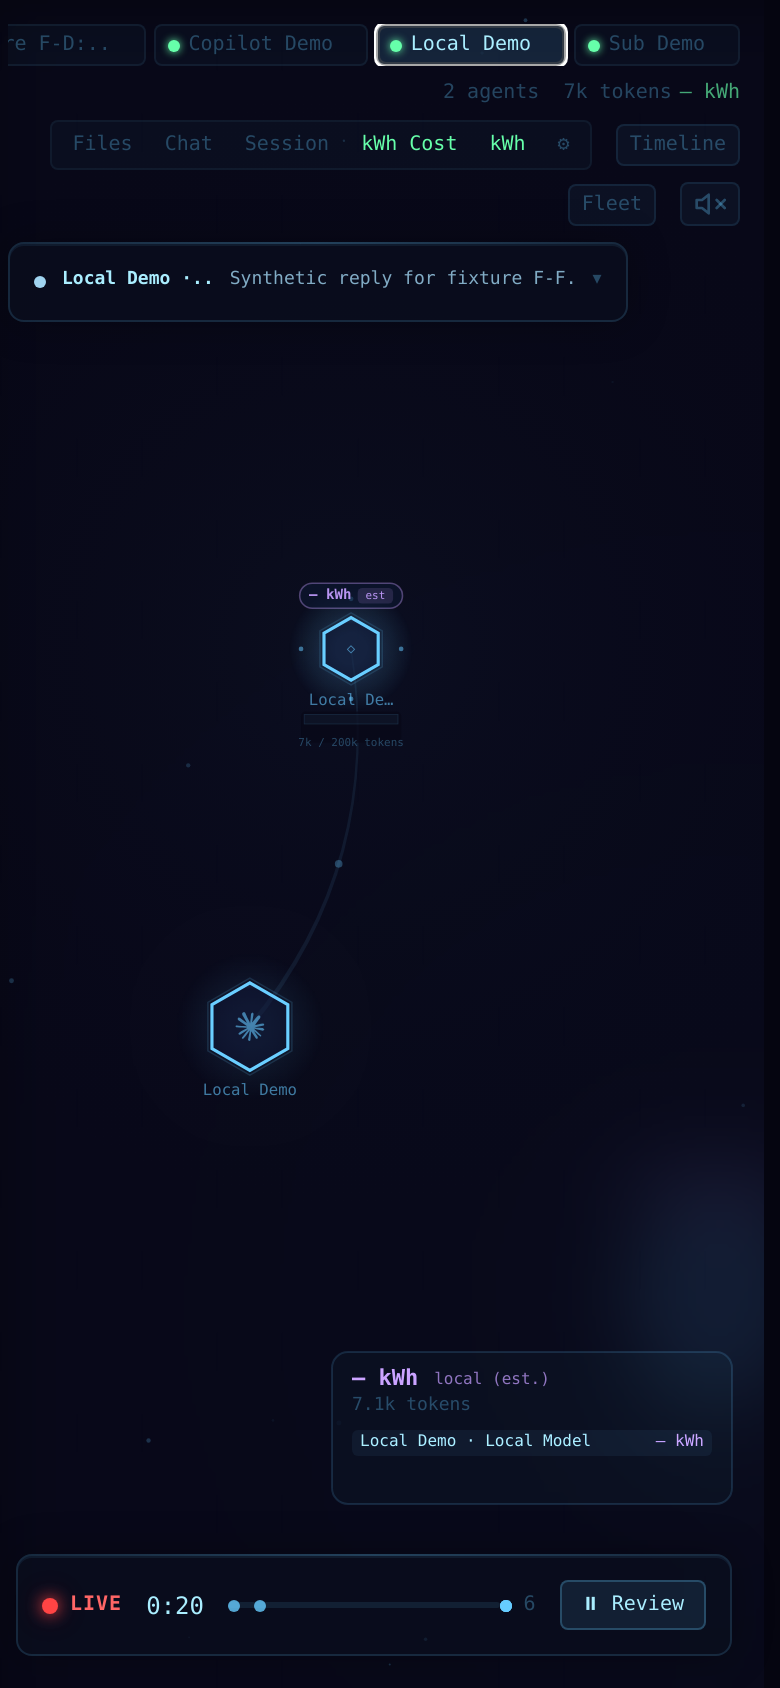 re F-D:.. Copilot Demo Local Demo Sub Demo
2 agents 7k tokens — kWh
Files Chat Session · kWh Cost kWh ⚙ Timeline
Fleet
Local Demo ·.. Synthetic reply for fixture F-F. ▼
— kWh est
Local De…
7k / 200k tokens
Local Demo
— kWh local (est.)
7.1k tokens
Local Demo · Local Model — kWh
LIVE 0:20 6 ⏸ Review